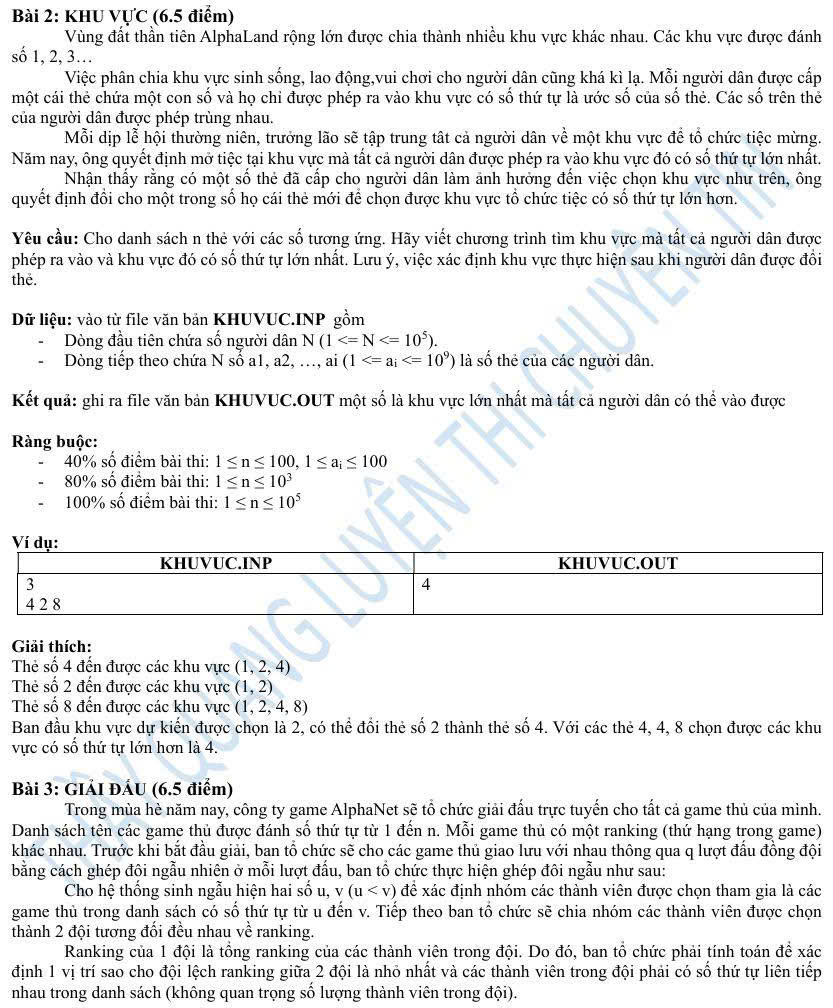 Bài 2: KHU VỰC (6.5 điểm)
Vùng đất thần tiên AlphaLand rộng lớn được chia thành nhiều khu vực khác nhau. Các khu vực được đánh
số 1, 2, 3…
Việc phân chia khu vực sinh sống, lao động,vui chơi cho người dân cũng khá kì lạ. Mỗi người dân được cấp
một cái thẻ chứa một con số và họ chỉ được phép ra vào khu vực có số thứ tự là ước số của số thẻ. Các số trên thẻ
của người dân được phép trùng nhau.
Mỗi dịp lễ hội thường niên, trưởng lão sẽ tập trung tât cả người dân về một khu vực để tổ chức tiệc mừng.
Năm nay, ông quyết định mở tiệc tại khu vực mà tất cả người dân được phép ra vào khu vực đó có số thứ tự lớn nhất.
Nhận thấy rằng có một số thẻ đã cấp cho người dân làm ảnh hưởng đến việc chọn khu vực như trên, ông
quyết định đổi cho một trong số họ cái thẻ mới để chọn được khu vực tổ chức tiệc có số thứ tự lớn hơn.
Yêu cầu: Cho danh sách n thẻ với các số tương ứng. Hãy viết chương trình tìm khu vực mà tất cả người dân được
phép ra vào và khu vực đó có số thứ tự lớn nhất. Lưu ý, việc xác định khu vực thực hiện sau khi người dân được đổi
thẻ.
Dữ liệu: vào từ file văn bản KHUVUC.INP gồm
- Dòng đầu tiên chứa số người dân N (1 <= N <= 10⁵).
- Dòng tiếp theo chứa N số a1, a2, …, ai (1 <= aᵢ <= 10⁹) là số thẻ của các người dân.
Kết quả: ghi ra file văn bản KHUVUC.OUT một số là khu vực lớn nhất mà tất cả người dân có thể vào được
Ràng buộc:
- 40% số điểm bài thi: 1 ≤ n ≤ 100, 1 ≤ aᵢ ≤ 100
- 80% số điểm bài thi: 1 ≤ n ≤ 10³
- 100% số điểm bài thi: 1 ≤ n ≤ 10⁵
Ví dụ:
KHUVUC.INP KHUVUC.OUT
3 4
4 2 8
Giải thích:
Thẻ số 4 đến được các khu vực (1, 2, 4)
Thẻ số 2 đến được các khu vực (1, 2)
Thẻ số 8 đến được các khu vực (1, 2, 4, 8)
Ban đầu khu vực dự kiến được chọn là 2, có thể đổi thẻ số 2 thành thẻ số 4. Với các thẻ 4, 4, 8 chọn được các khu
vực có số thứ tự lớn hơn là 4.
Bài 3: GIẢI ĐẤU (6.5 điểm)
Trong mùa hè năm nay, công ty game AlphaNet sẽ tổ chức giải đấu trực tuyến cho tất cả game thủ của mình.
Danh sách tên các game thủ được đánh số thứ tự từ 1 đến n. Mỗi game thủ có một ranking (thứ hạng trong game)
khác nhau. Trước khi bắt đầu giải, ban tổ chức sẽ cho các game thủ giao lưu với nhau thông qua q lượt đấu đồng đội
bằng cách ghép đôi ngẫu nhiên ở mỗi lượt đấu, ban tổ chức thực hiện ghép đôi ngẫu như sau:
Cho hệ thống sinh ngẫu hiện hai số u, v (u < v) để xác định nhóm các thành viên được chọn tham gia là các
game thủ trong danh sách có số thứ tự từ u đến v. Tiếp theo ban tổ chức sẽ chia nhóm các thành viên được chọn
thành 2 đội tương đối đều nhau về ranking.
Ranking của 1 đội là tổng ranking của các thành viên trong đội. Do đó, ban tổ chức phải tính toán để xác
định 1 vị trí sao cho đội lệch ranking giữa 2 đội là nhỏ nhất và các thành viên trong đội phải có số thứ tự liên tiếp
nhau trong danh sách (không quan trọng số lượng thành viên trong đội).
THẦY QUANG LUYỆN THI CHUYÊN TIN